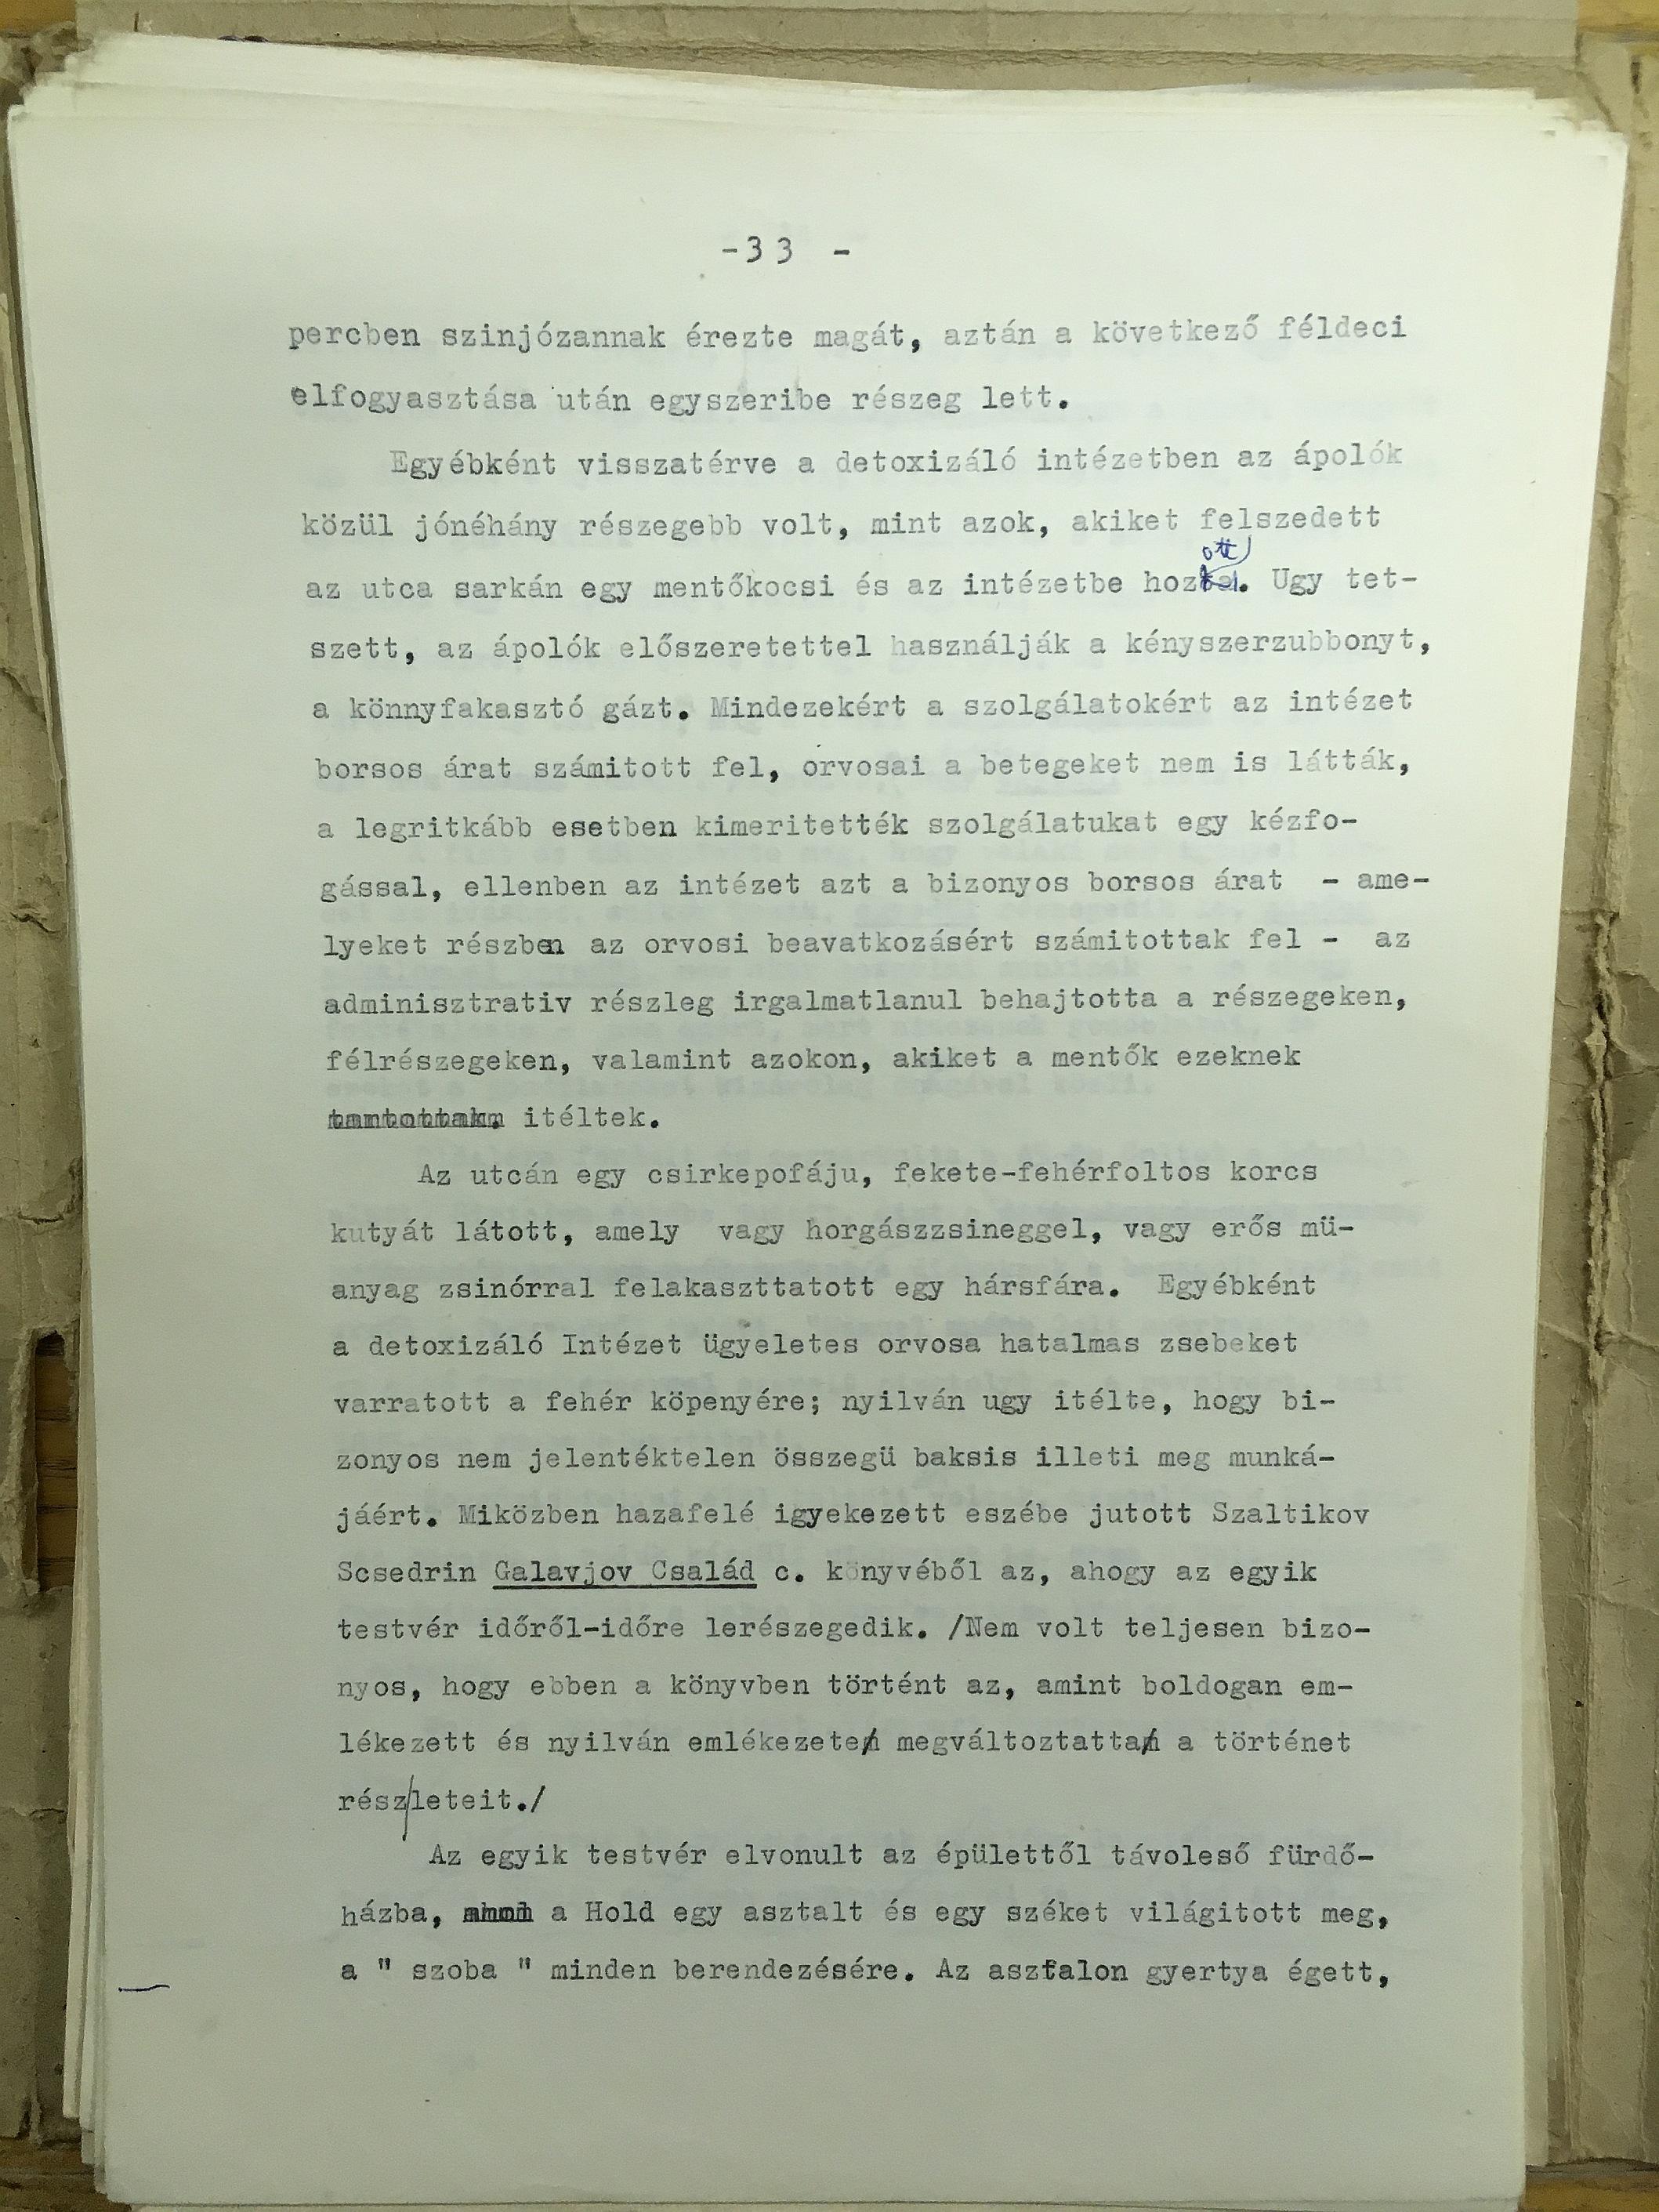 -33 -
percben szinjózannak érezte magát, aztán a következő féldeci
elfogyasztása után egyszeribe részeg lett.
Egyébként visszatérve a detoxizáló intézetben az ápolók
közül jónéhány részegebb volt, mint azok, akiket felszedett
az utca sarkán egy mentőkocsi és az intézetbe hozott. Ugy tet-
szett, az ápolók előszeretettel használják a kényszerzubbonyt,
a könnyfakasztó gázt. Mindezekért a szolgálatokért az intézet
borsos árat számitott fel, orvosai a betegeket nem is látták,
a legritkább esetben kimeritették szolgálatukat egy kézfo-
gással, ellenben az intézet azt a bizonyos borsos árat - ame-
lyeket részben az orvosi beavatkozásért számitottak fel - az
adminisztrativ részleg irgalmatlanul behajtotta a részegeken,
félrészegeken, valamint azokon, akiket a mentők ezeknek
itéltek.
Az utcán egy csirkepofáju, fekete-fehérfoltos korcs
kutyát látott, amely vagy horgászzsineggel, vagy erős mü-
anyag zsinórral felakaszttatott egy hársfára. Egyébként
a detoxizáló Intézet ügyeletes orvosa hatalmas zsebeket
varratott a fehér köpenyére; nyilván ugy itélte, hogy bi-
zonyos nem jelentéktelen összegü baksis illeti meg munká-
jáért. Miközben hazafelé igyekezett eszébe jutott Szaltikov
Scsedrin Galavjov Család c. könyvéből az, ahogy az egyik
testvér időről-időre lerészegedik. /Nem volt teljesen bizo-
nyos, hogy ebben a könyvben történt az, amint boldogan em-
lékezett és nyilván emlékezete megváltoztatta a történet
részleteit./
Az egyik testvér elvonult az épülettől távoleső fürdő-
házba, a Hold egy asztalt és egy széket világitott meg,
a " szoba " minden berendezésére. Az asztalon gyertya égett,